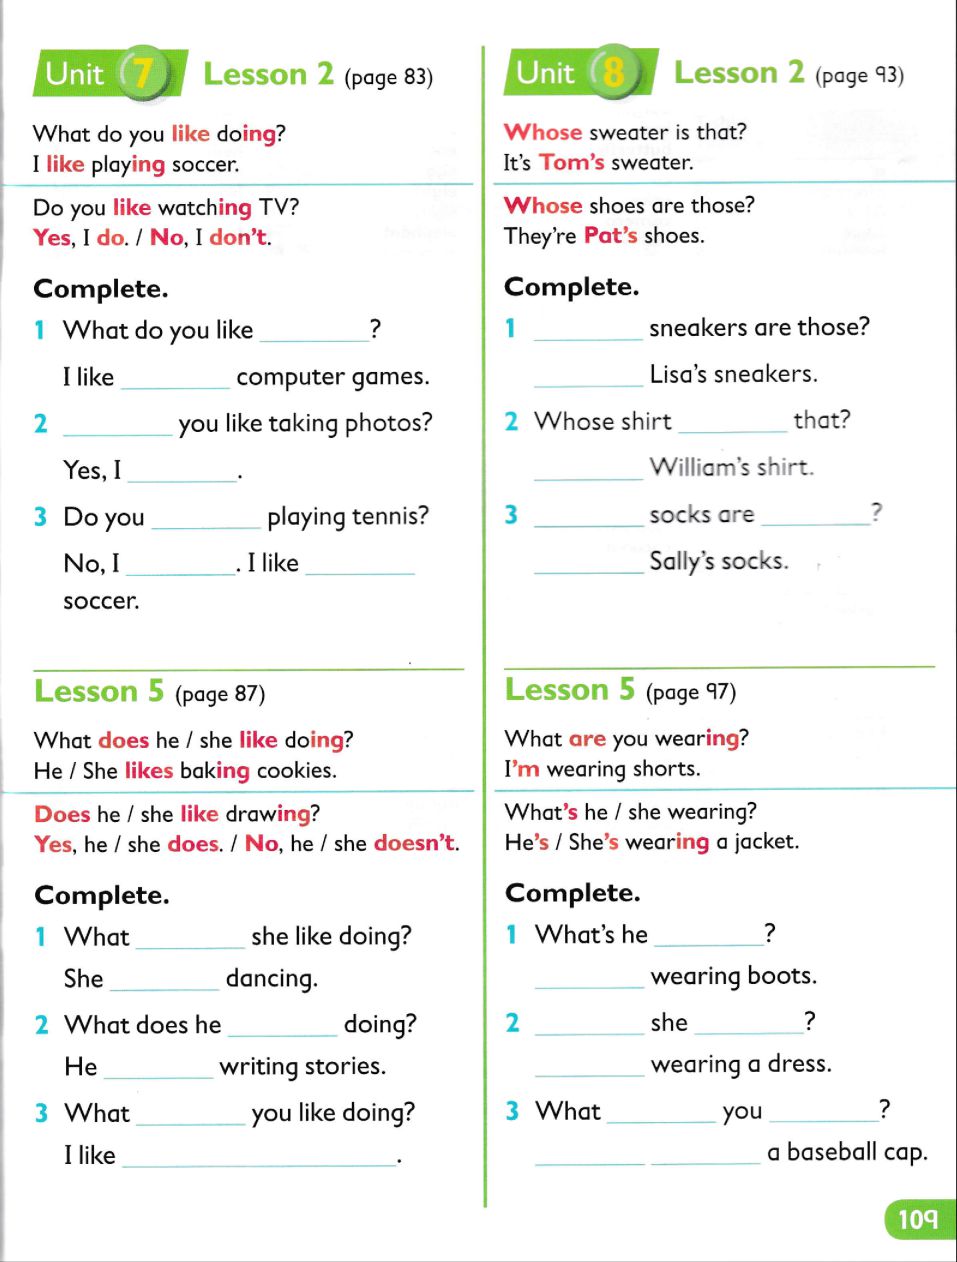 Unit 7 Lesson 2 (page 83)
What do you like doing?
I like playing soccer.
Do you like watching TV?
Yes, I do. / No, I don't.
Complete.
1 What do you like ________?
I like ________ computer games.
2 ________ you like taking photos?
Yes, I ________.
3 Do you ________ playing tennis?
No, I ________. I like ________
soccer.
Lesson 5 (page 87)
What does he / she like doing?
He / She likes baking cookies.
Does he / she like drawing?
Yes, he / she does. / No, he / she doesn't.
Complete.
1 What ________ she like doing?
She ________ dancing.
2 What does he ________ doing?
He ________ writing stories.
3 What ________ you like doing?
I like ____________________.
Unit 8 Lesson 2 (page 93)
Whose sweater is that?
It's Tom's sweater.
Whose shoes are those?
They're Pat's shoes.
Complete.
1 ________ sneakers are those?
________ Lisa's sneakers.
2 Whose shirt ________ that?
________ William's shirt.
3 ________ socks are ________?
________ Sally's socks.
Lesson 5 (page 97)
What are you wearing?
I'm wearing shorts.
What's he / she wearing?
He's / She's wearing a jacket.
Complete.
1 What's he ________?
________ wearing boots.
2 ________ she ________?
________ wearing a dress.
3 What ________ you ________?
________ ________ a baseball cap.
109